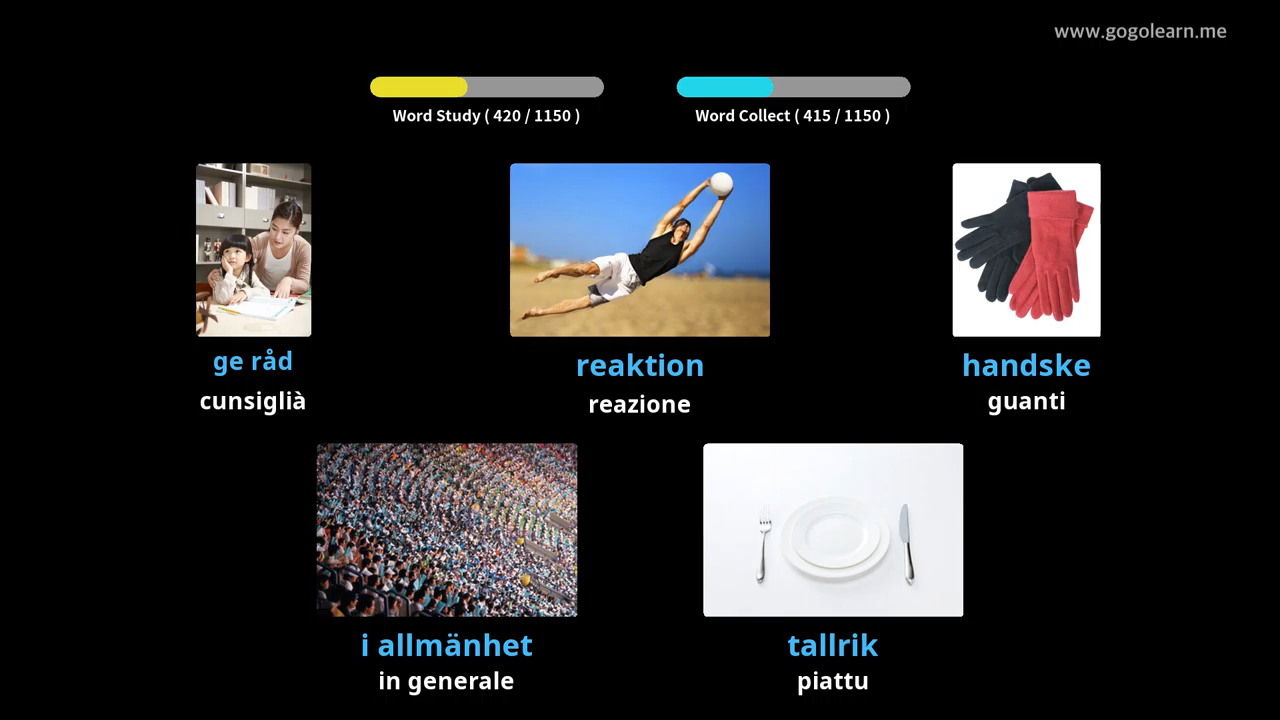 www.gogolearn.me
Word Study ( 420 / 1150 )
Word Collect ( 415 / 1150 )
ge råd
cunsiglià
reaktion
reazione
handske
guanti
i allmänhet
in generale
tallrik
piattu